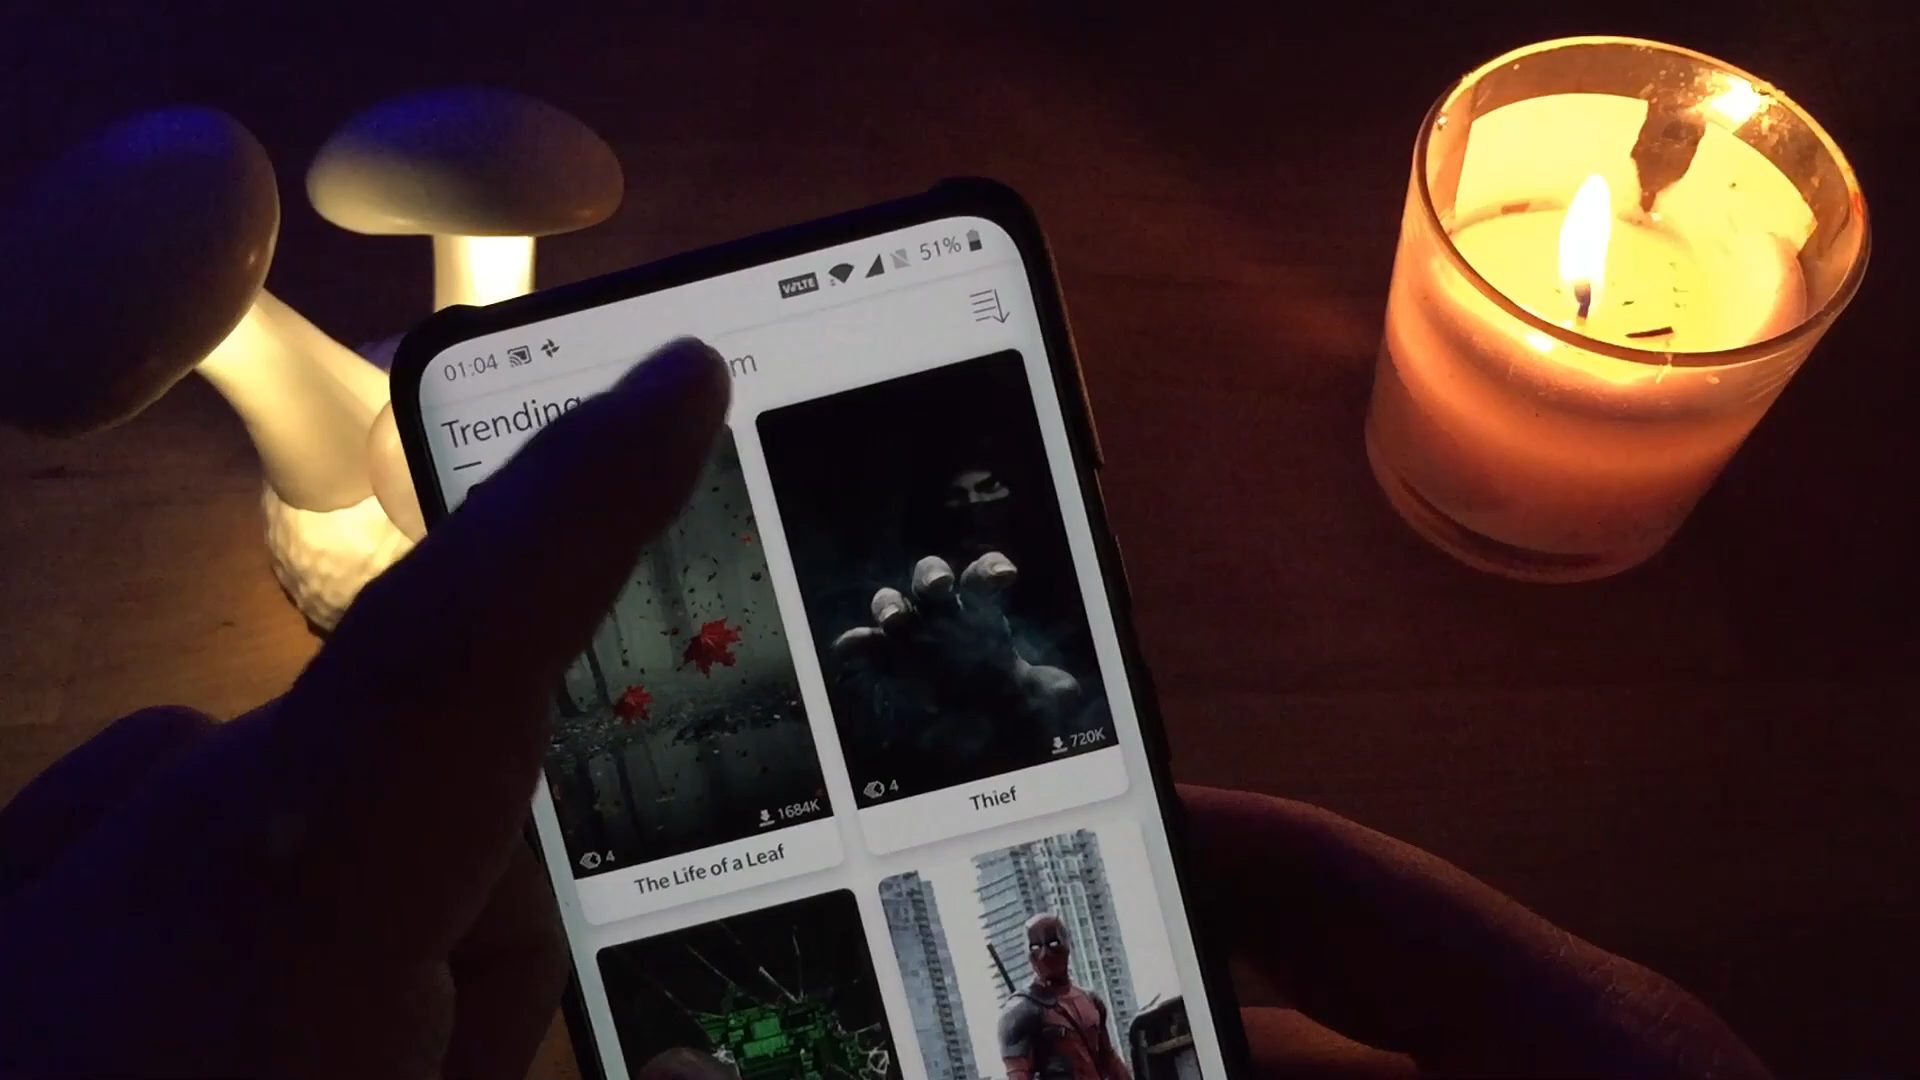 01:04
VoLTE 51%
Trending
1684K
4
The Life of a Leaf
720K
4
Thief